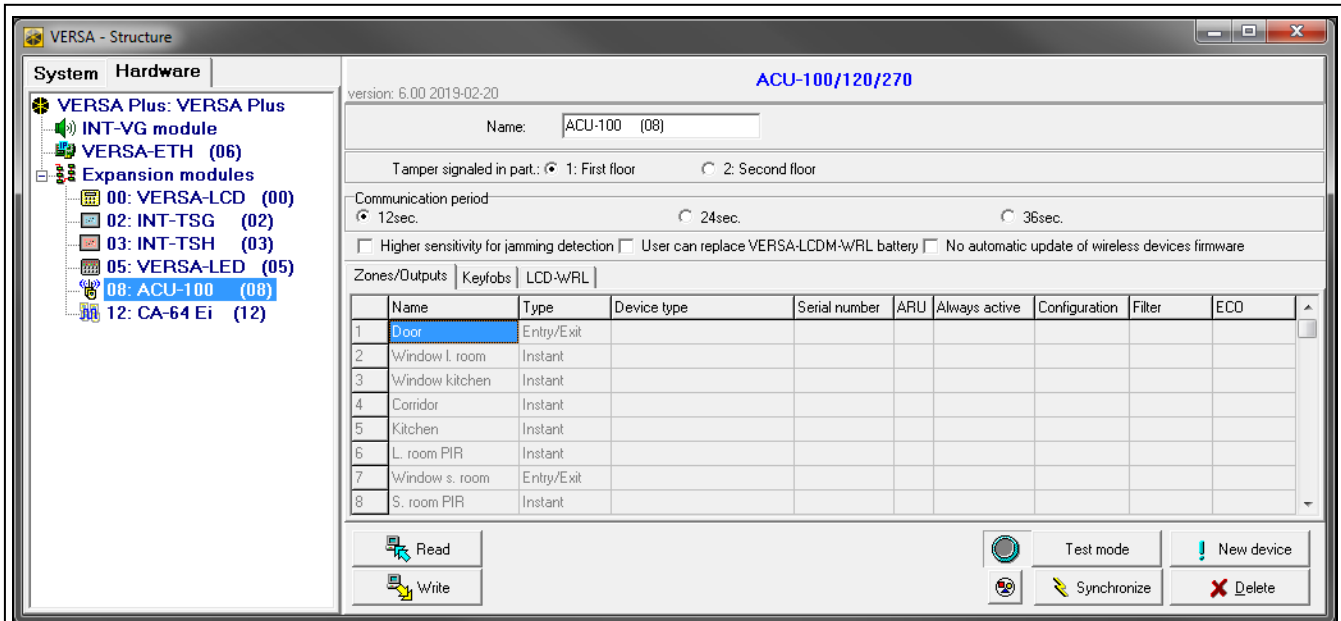 VERSA - Structure
System Hardware
VERSA Plus: VERSA Plus
INT-VG module
VERSA-ETH (06)
Expansion modules
00: VERSA-LCD (00)
02: INT-TSG (02)
03: INT-TSH (03)
05: VERSA-LED (05)
08: ACU-100 (08)
12: CA-64 Ei (12)
ACU-100/120/270
version: 6.00 2019-02-20
Name: ACU-100 (08)
Tamper signaled in part.: 1: First floor 2: Second floor
Communication period
12sec. 24sec. 36sec.
Higher sensitivity for jamming detection User can replace VERSA-LCDM-WRL battery No automatic update of wireless devices firmware
Zones/Outputs Keyfobs LCD-WRL
Name Type Device type Serial number ARU Always active Configuration Filter ECO
1 Door Entry/Exit
2 Window l. room Instant
3 Window kitchen Instant
4 Corridor Instant
5 Kitchen Instant
6 L. room PIR Instant
7 Window s. room Entry/Exit
8 S. room PIR Instant
Read Test mode New device
Write Synchronize Delete